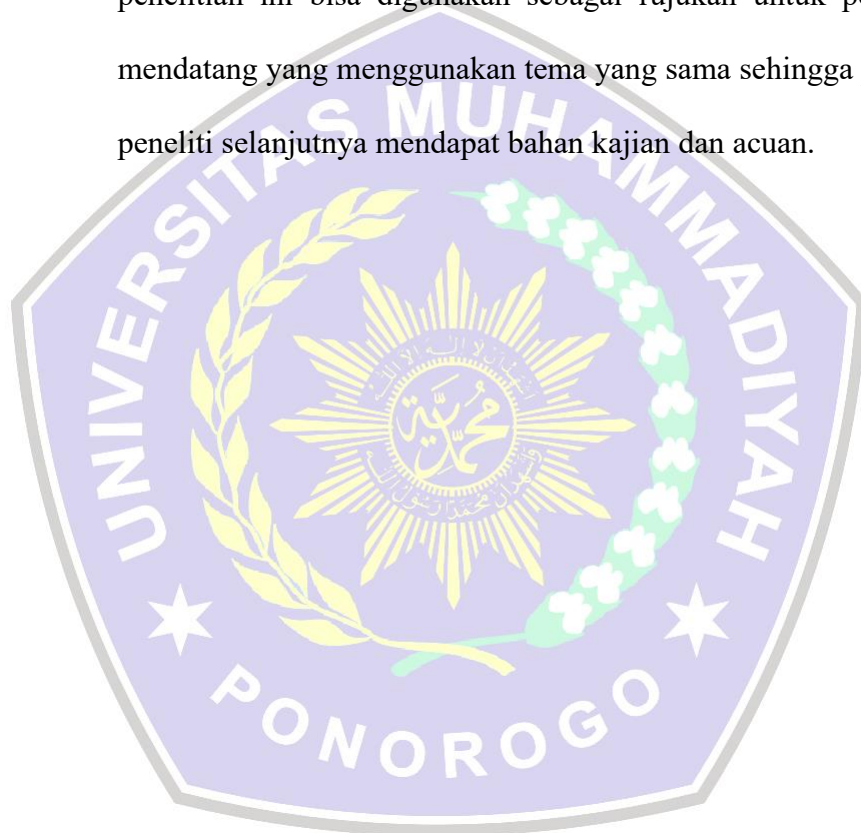 penelitian ini bisa digunakan sebagai rujukan untuk
mendatang yang menggunakan tema yang sama sehingga
peneliti selanjutnya mendapat bahan kajian dan acuan.
UNIVERSITAS MUHAMMADIYAH
محمدية
PONOROGO